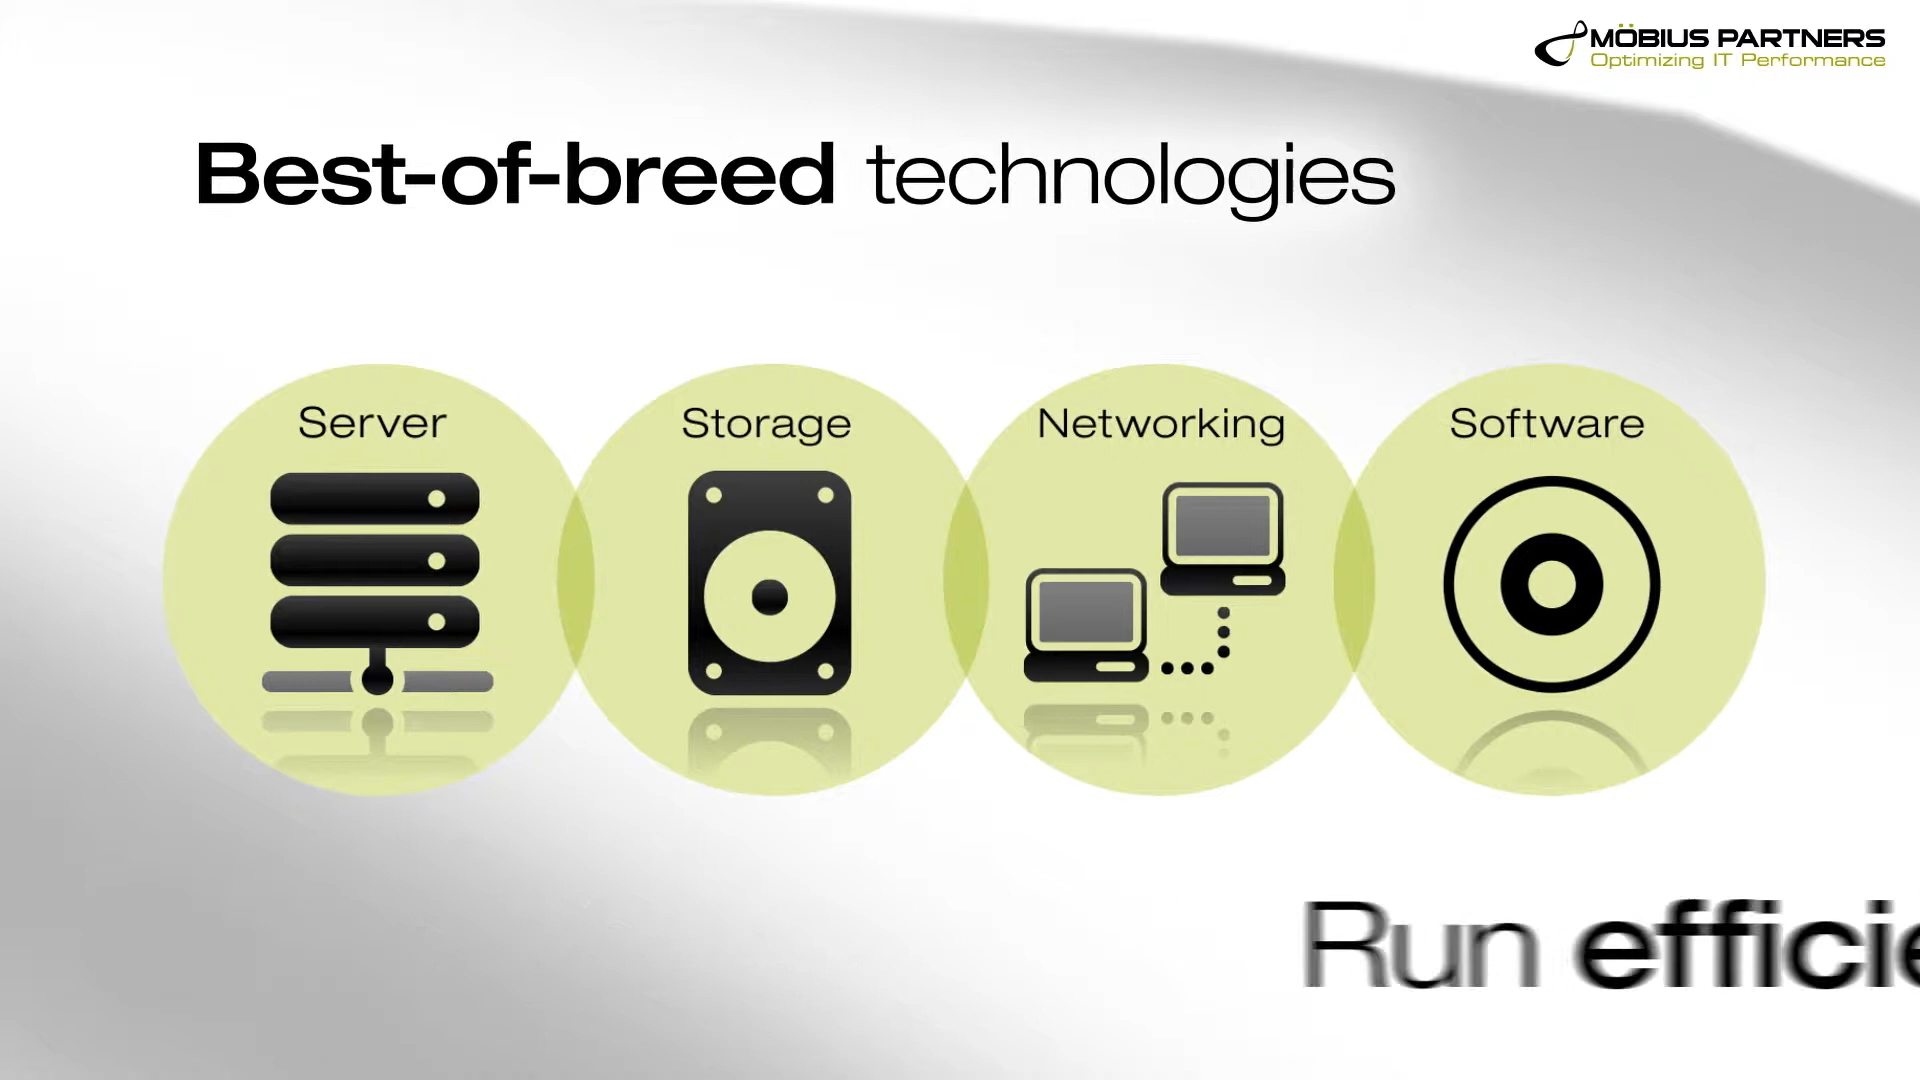 MÖBIUS PARTNERS
Optimizing IT Performance
Best-of-breed technologies
Server
Storage
Networking
Software
Run